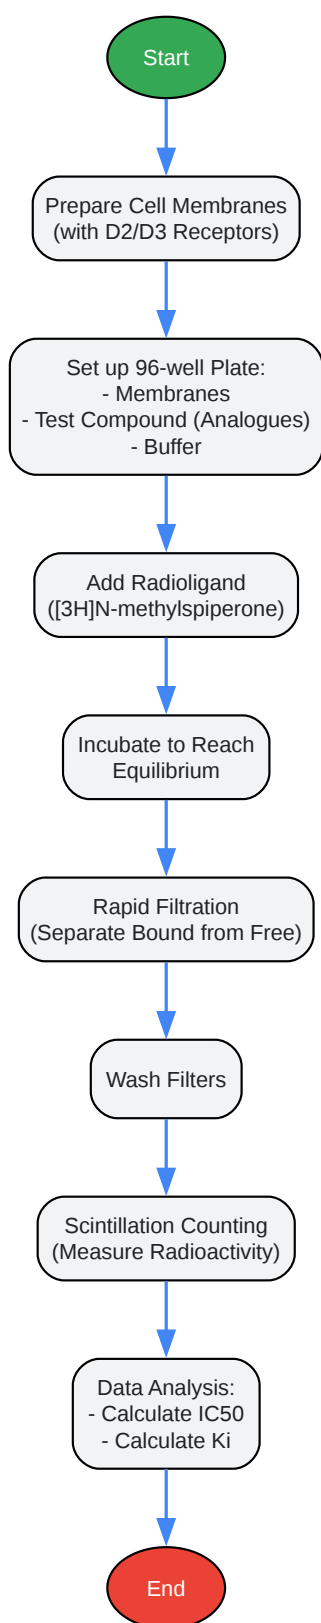 Start
Prepare Cell Membranes
(with D2/D3 Receptors)
Set up 96-well Plate:
- Membranes
- Test Compound (Analogues)
- Buffer
Add Radioligand
([3H]N-methylspiperone)
Incubate to Reach
Equilibrium
Rapid Filtration
(Separate Bound from Free)
Wash Filters
Scintillation Counting
(Measure Radioactivity)
Data Analysis:
- Calculate IC50
- Calculate Ki
End